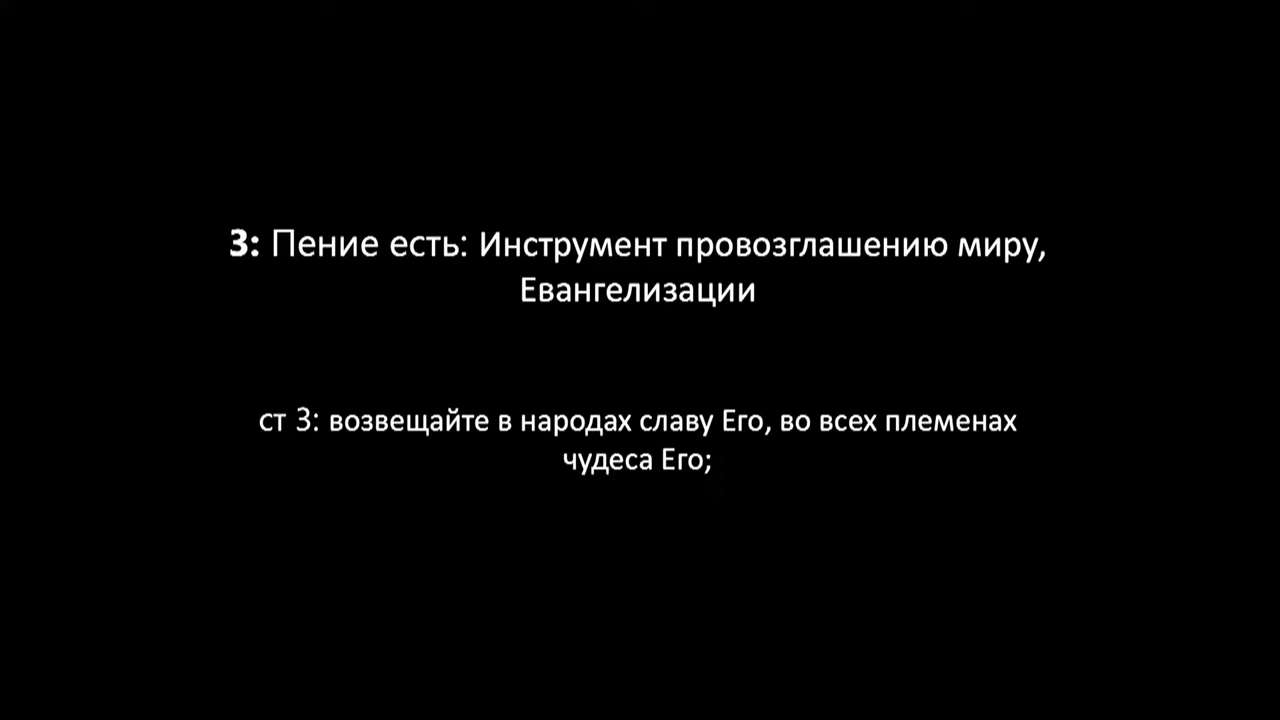 3: Пение есть: Инструмент провозглашению миру,
Евангелизации
ст 3: возвещайте в народах славу Его, во всех племенах
чудеса Его;